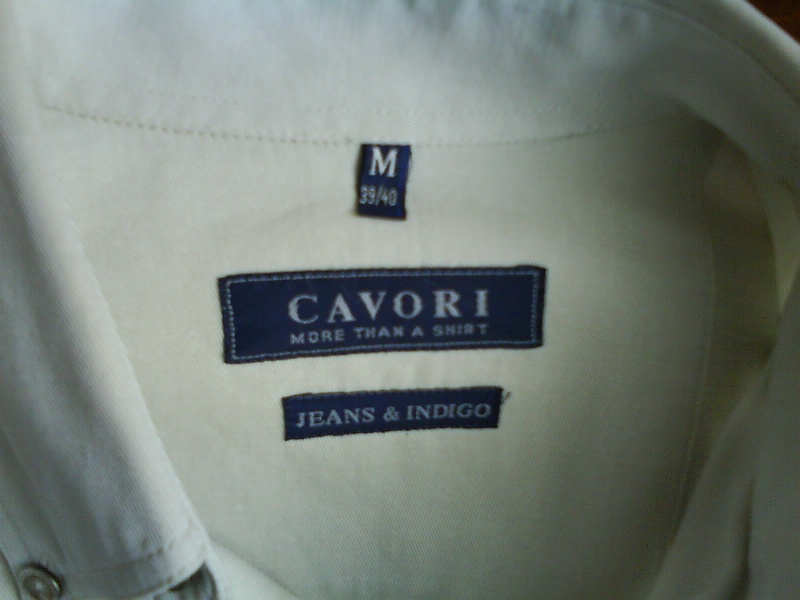 M
39/40
CAVORI
MORE THAN A SHIRT
JEANS & INDIGO